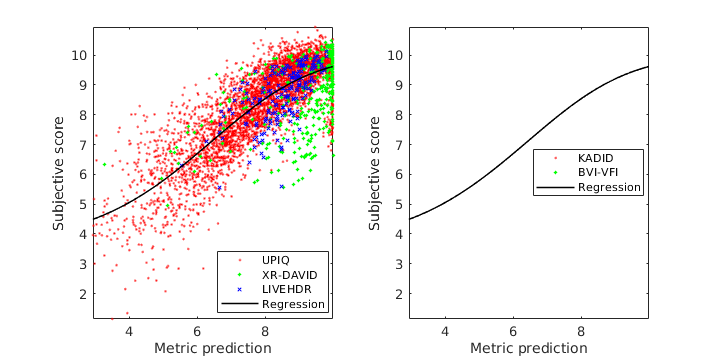 10
9
8
7
6
5
4
3
2
Subjective score
4 6 8
Metric prediction
UPIQ
XR-DAVID
LIVEHDR
Regression
10
9
8
7
6
5
4
3
2
Subjective score
4 6 8
Metric prediction
KADID
BVI-VFI
Regression